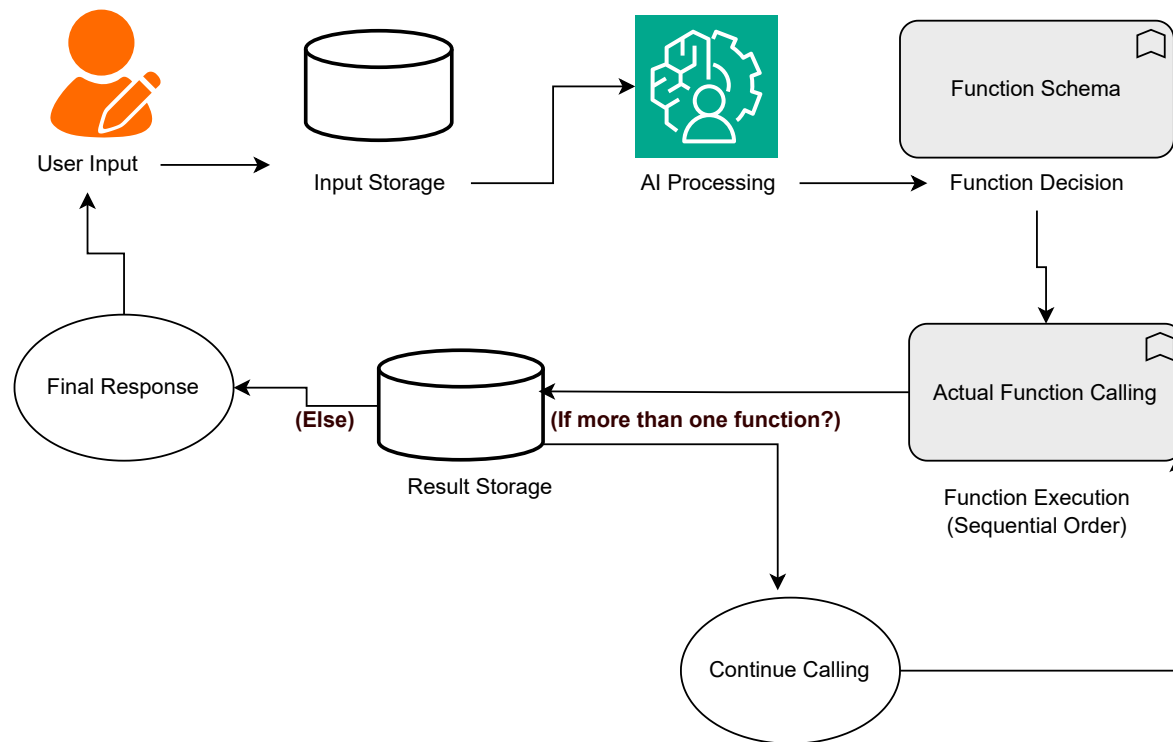 Function Schema
User Input
Input Storage
AI Processing
Function Decision
Final Response
Actual Function Calling
(Else)
(If more than one function?)
Result Storage
Function Execution
(Sequential Order)
Continue Calling